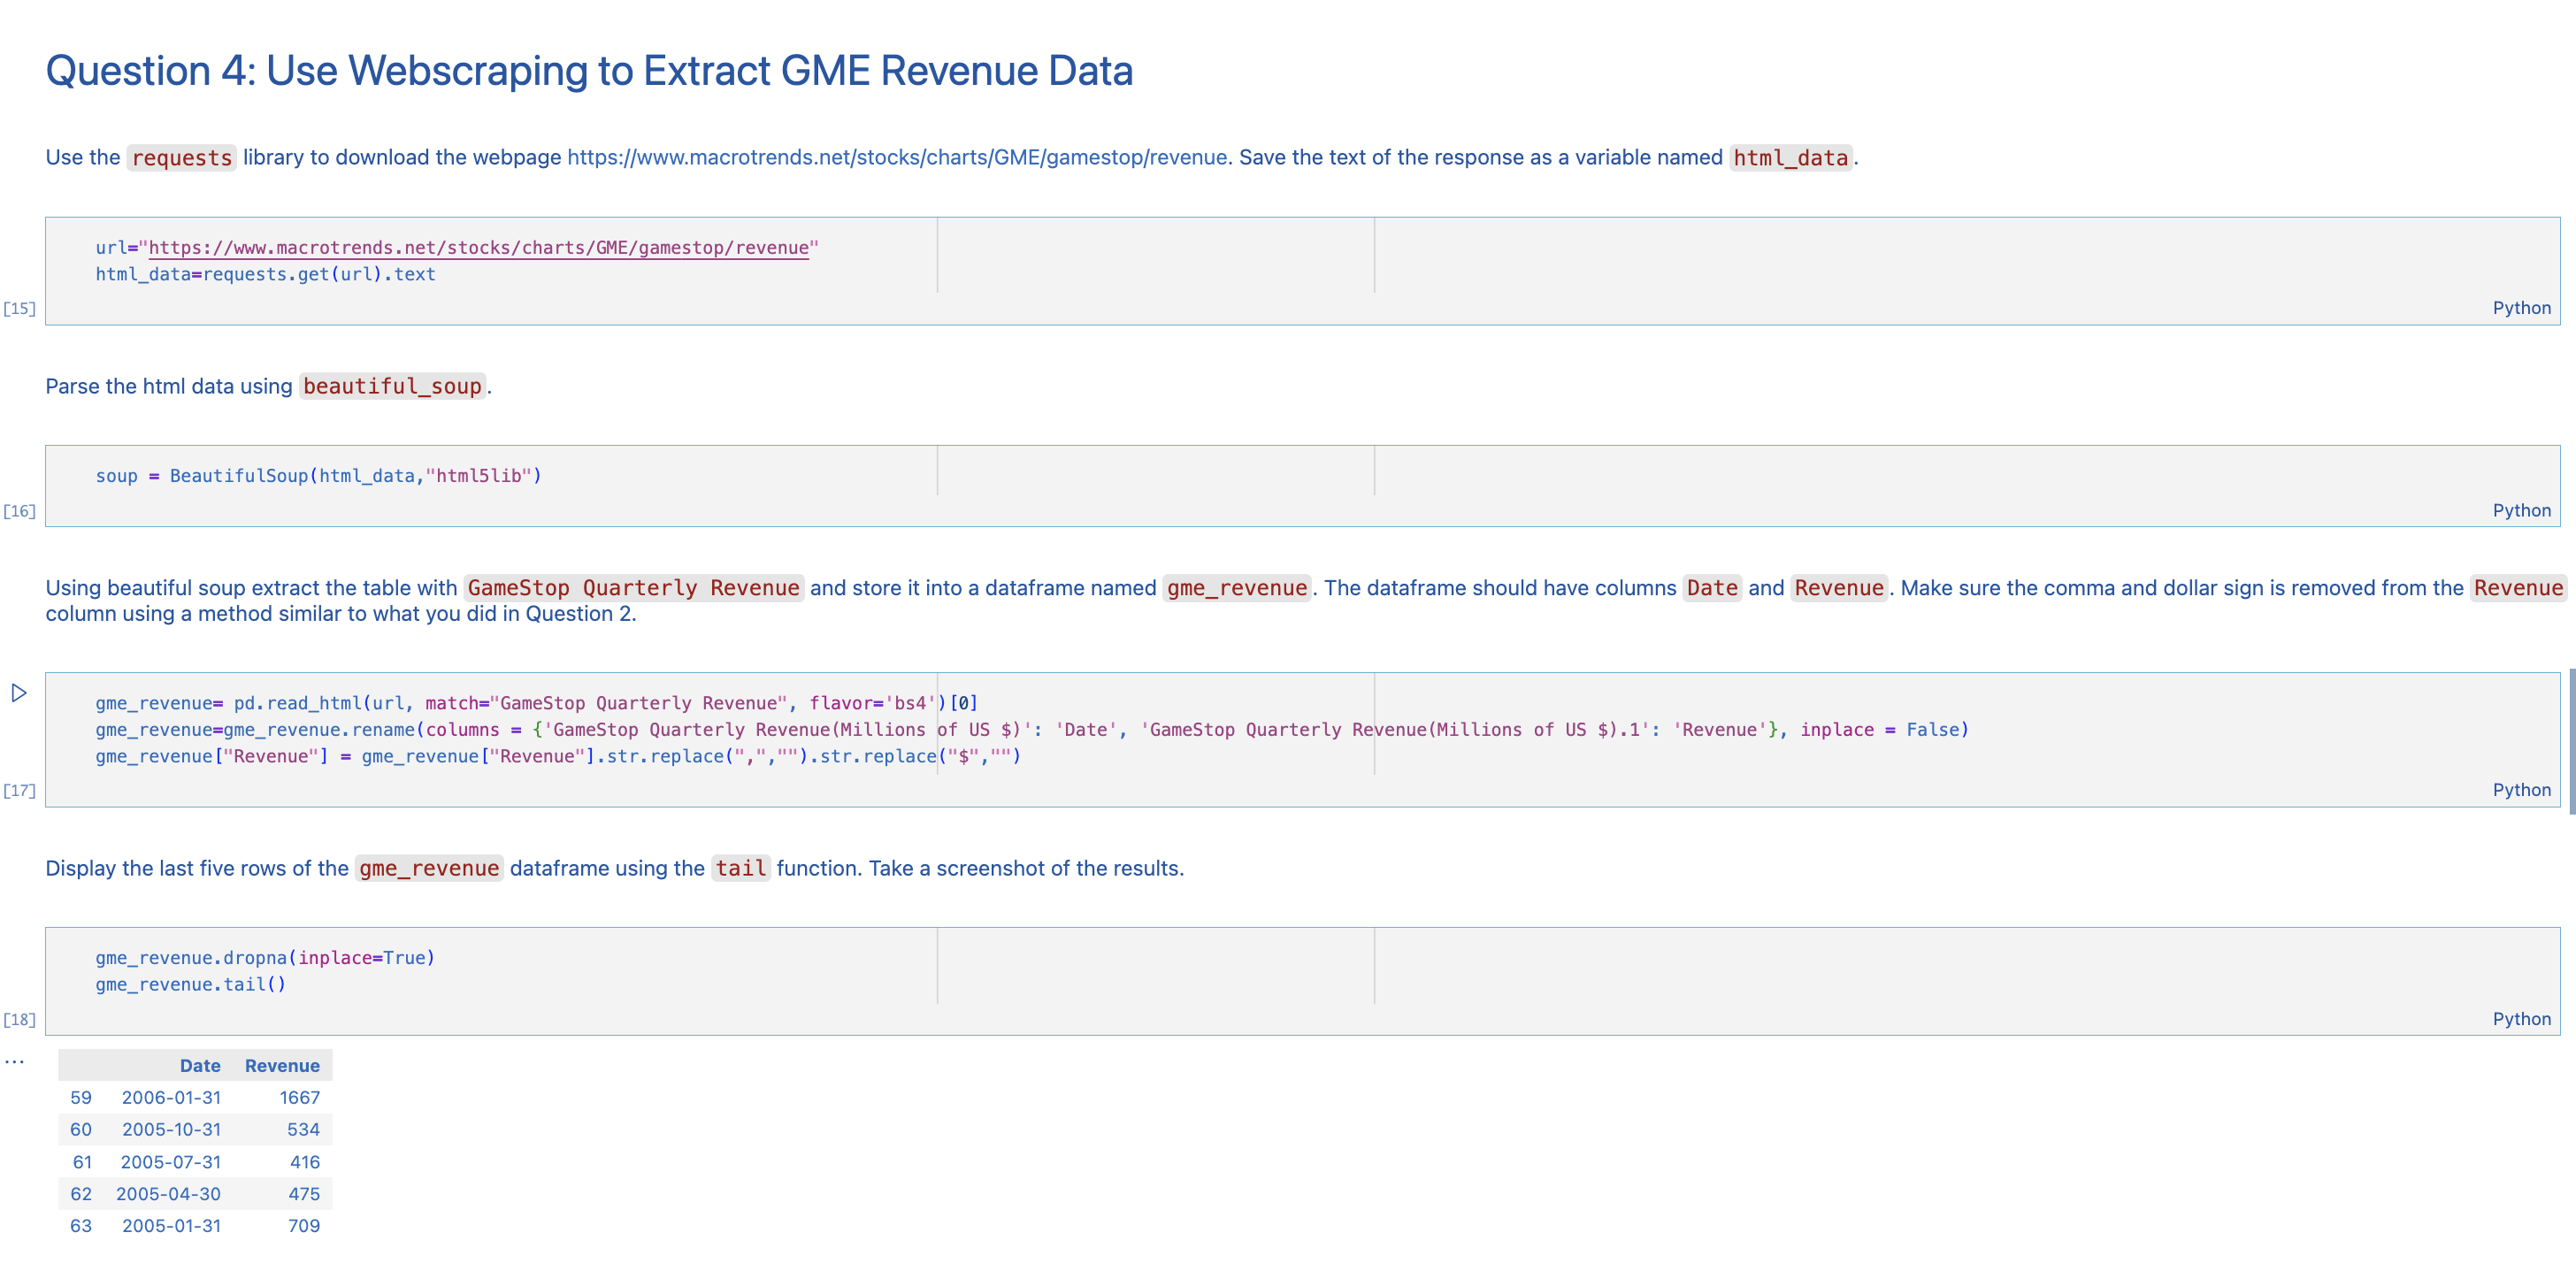 Question 4: Use Webscraping to Extract GME Revenue Data
Use the requests library to download the webpage https://www.macrotrends.net/stocks/charts/GME/gamestop/revenue. Save the text of the response as a variable named html_data.
url="https://www.macrotrends.net/stocks/charts/GME/gamestop/revenue"
html_data=requests.get(url).text
[15]
Python
Parse the html data using beautiful_soup.
soup = BeautifulSoup(html_data,"html5lib")
[16]
Python
Using beautiful soup extract the table with GameStop Quarterly Revenue and store it into a dataframe named gme_revenue. The dataframe should have columns Date and Revenue. Make sure the comma and dollar sign is removed from the Revenue
column using a method similar to what you did in Question 2.
gme_revenue= pd.read_html(url, match="GameStop Quarterly Revenue", flavor='bs4')[0]
gme_revenue=gme_revenue.rename(columns = {'GameStop Quarterly Revenue(Millions of US $)': 'Date', 'GameStop Quarterly Revenue(Millions of US $).1': 'Revenue'}, inplace = False)
gme_revenue["Revenue"] = gme_revenue["Revenue"].str.replace(",","").str.replace("$","")
[17]
Python
Display the last five rows of the gme_revenue dataframe using the tail function. Take a screenshot of the results.
gme_revenue.dropna(inplace=True)
gme_revenue.tail()
[18]
Python
...
Date Revenue
59 2006-01-31 1667
60 2005-10-31 534
61 2005-07-31 416
62 2005-04-30 475
63 2005-01-31 709